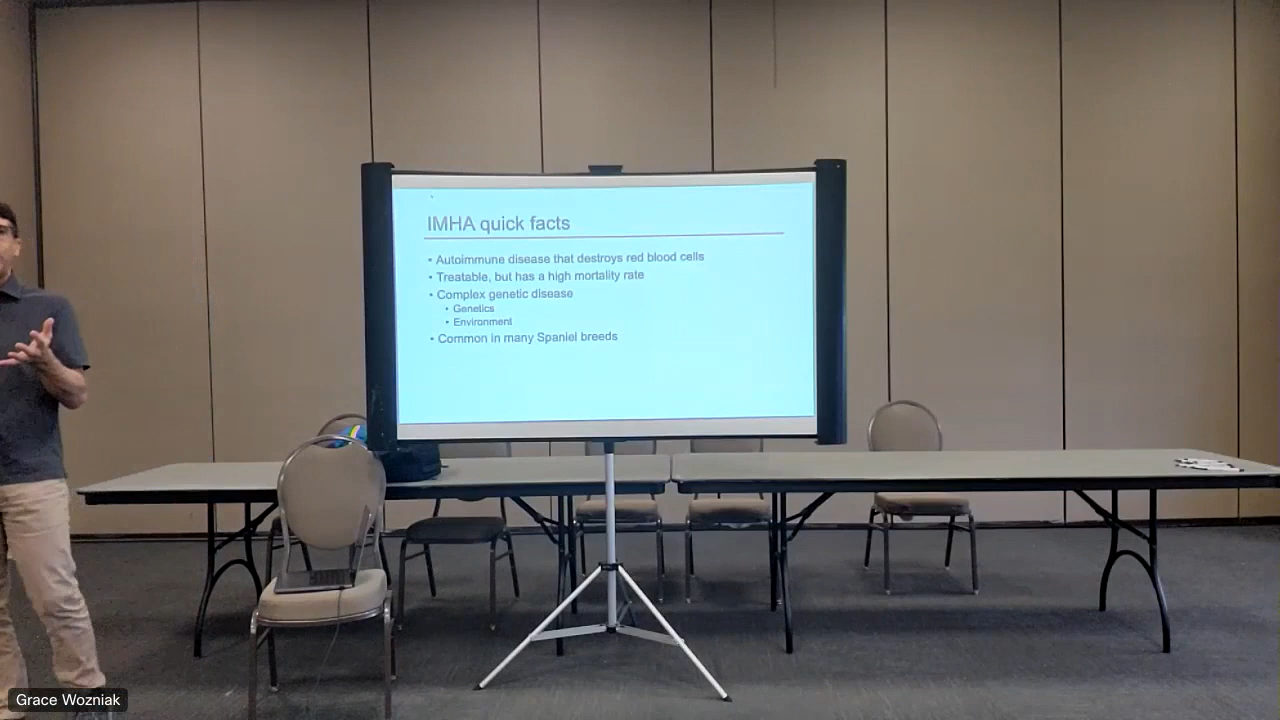 IMHA quick facts
• Autoimmune disease that destroys red blood cells
• Treatable, but has a high mortality rate
• Complex genetic disease
• Genetics
• Environment
• Common in many Spaniel breeds
Grace Wozniak